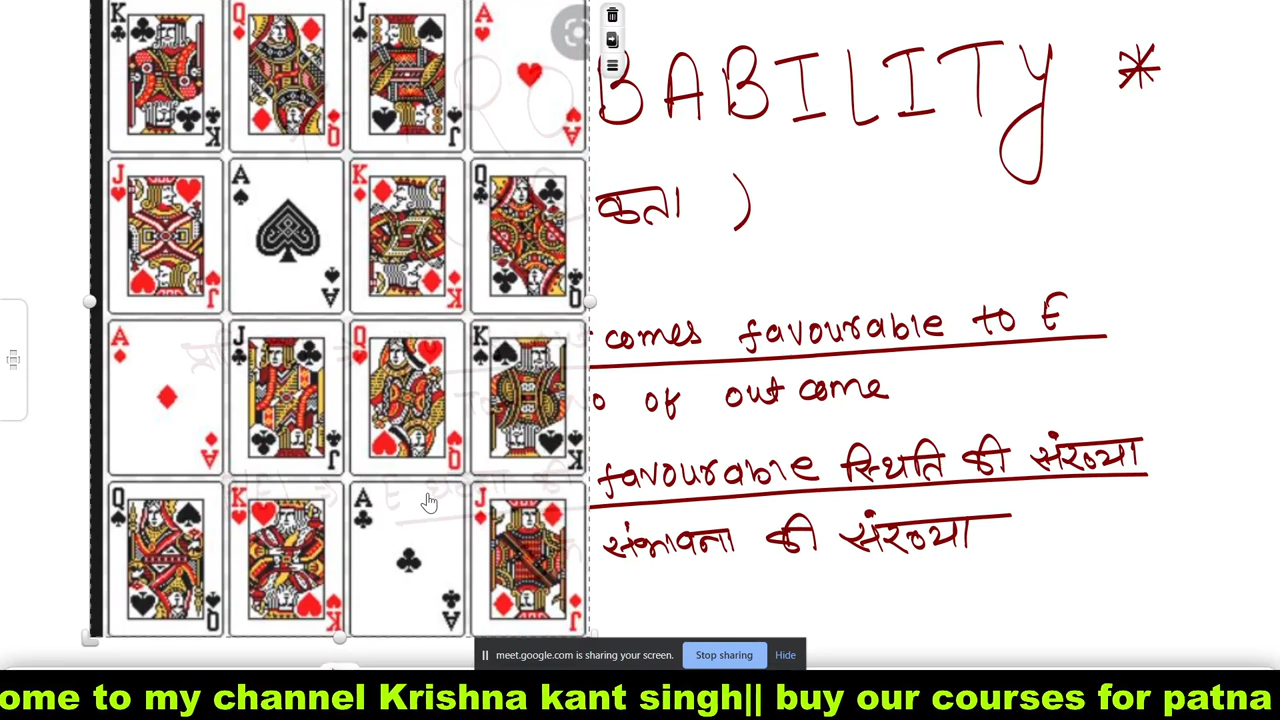 K Q J A
BABILITY *
K Q J A
J A K Q
कता )
J A K Q
comes favourable to E
A J Q K
o of outcome
A J Q K
favourable स्थिति की संख्या
Q K A J
संभावना की संख्या
Q K A J
meet.google.com is sharing your screen. Stop sharing Hide
ome to my channel Krishna kant singh|| buy our courses for patna